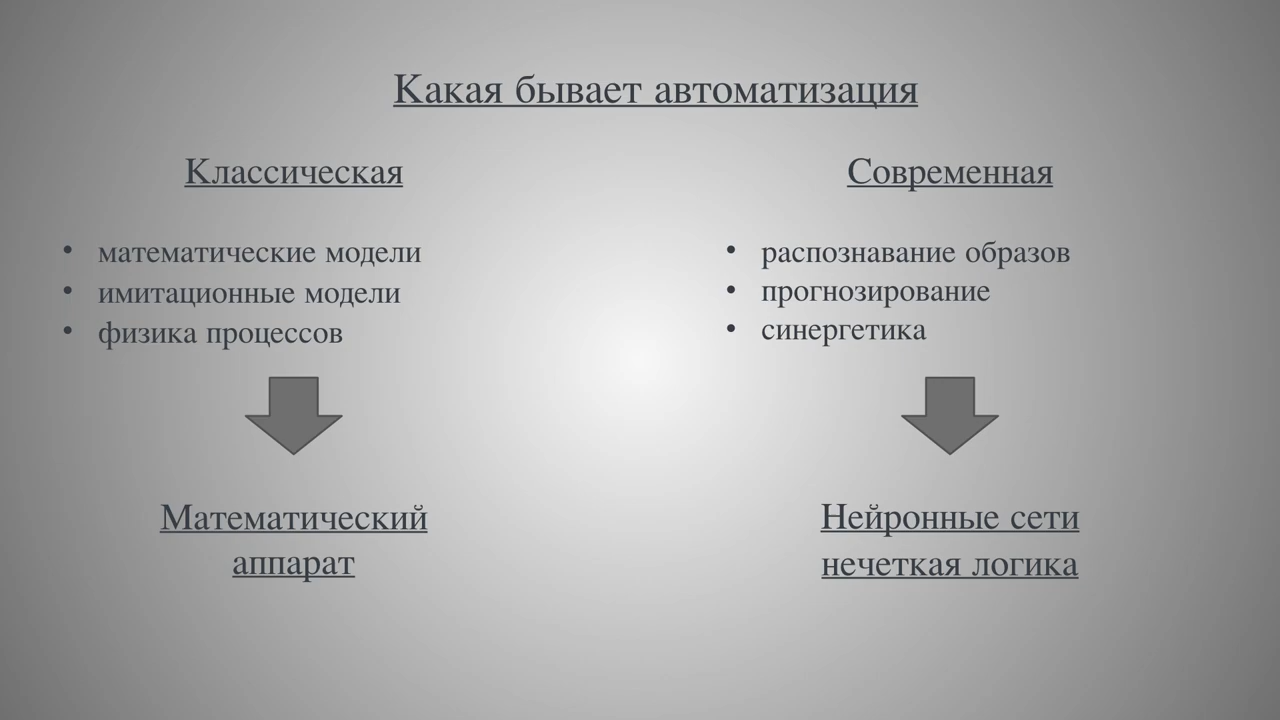 Какая бывает автоматизация
Классическая
• математические модели
• имитационные модели
• физика процессов
Математический
аппарат
Современная
• распознавание образов
• прогнозирование
• синергетика
Нейронные сети
нечеткая логика